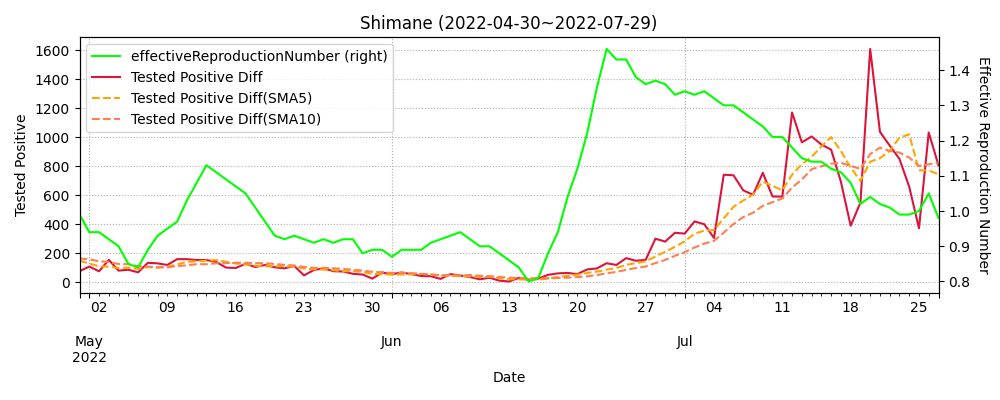 Shimane (2022-04-30~2022-07-29)
effectiveReproductionNumber (right)
Tested Positive Diff
Tested Positive Diff(SMA5)
Tested Positive Diff(SMA10)
Tested Positive
1600
1400
1200
1000
800
600
400
200
0
Effective Reproduction Number
1.4
1.3
1.2
1.1
1.0
0.9
0.8
02 09 16 23 30 06 13 20 27 04 11 18 25
May Jun Jul
2022
Date